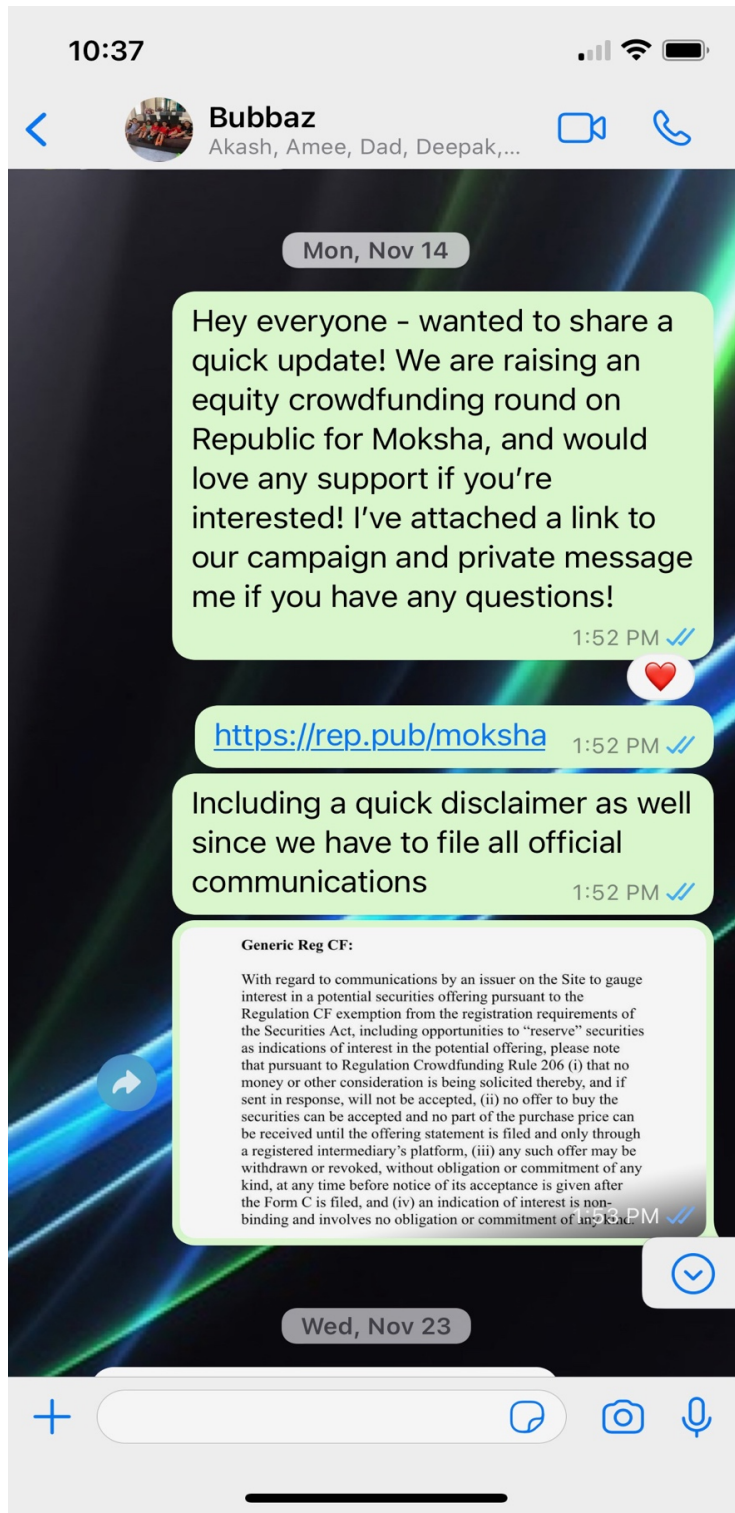 10:37
Bubbaz
Akash, Amee, Dad, Deepak,...
Mon, Nov 14
Hey everyone - wanted to share a
quick update! We are raising an
equity crowdfunding round on
Republic for Moksha, and would
love any support if you’re
interested! I’ve attached a link to
our campaign and private message
me if you have any questions!
1:52 PM
https://rep.pub/moksha 1:52 PM
Including a quick disclaimer as well
since we have to file all official
communications 1:52 PM
Generic Reg CF:
With regard to communications by an issuer on the Site to gauge
interest in a potential securities offering pursuant to the
Regulation CF exemption from the registration requirements of
the Securities Act, including opportunities to “reserve” securities
as indications of interest in the potential offering, please note
that pursuant to Regulation Crowdfunding Rule 206 (i) that no
money or other consideration is being solicited thereby, and if
sent in response, will not be accepted, (ii) no offer to buy the
securities can be accepted and no part of the purchase price can
be received until the offering statement is filed and only through
a registered intermediary’s platform, (iii) any such offer may be
withdrawn or revoked, without obligation or commitment of any
kind, at any time before notice of its acceptance is given after
the Form C is filed, and (iv) an indication of interest is non-
binding and involves no obligation or commitment of any kind.
1:53 PM
Wed, Nov 23